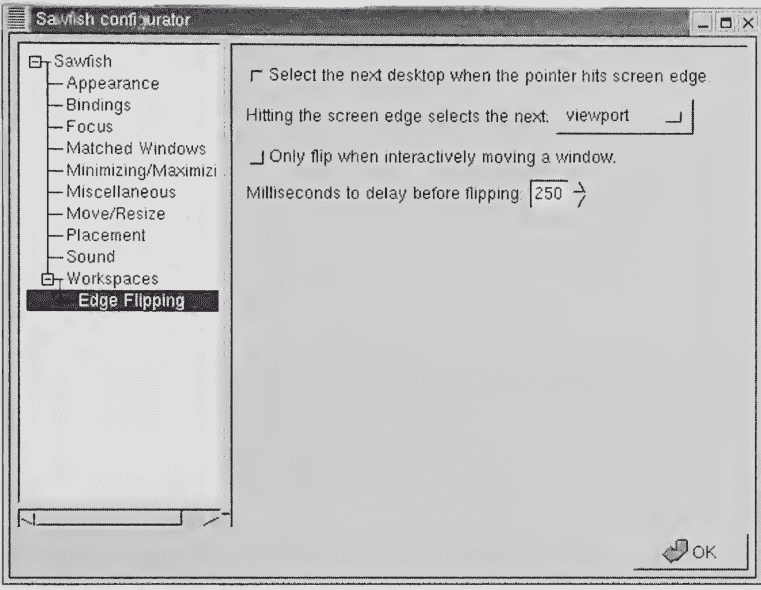 Sawfish configurator
Sawfish
Appearance
Bindings
Focus
Matched Windows
Minimizing/Maximizi
Miscellaneous
Move/Resize
Placement
Sound
Workspaces
Edge Flipping
Select the next desktop when the pointer hits screen edge.
Hitting the screen edge selects the next: viewport
Only flip when interactively moving a window.
Milliseconds to delay before flipping: 250
OK